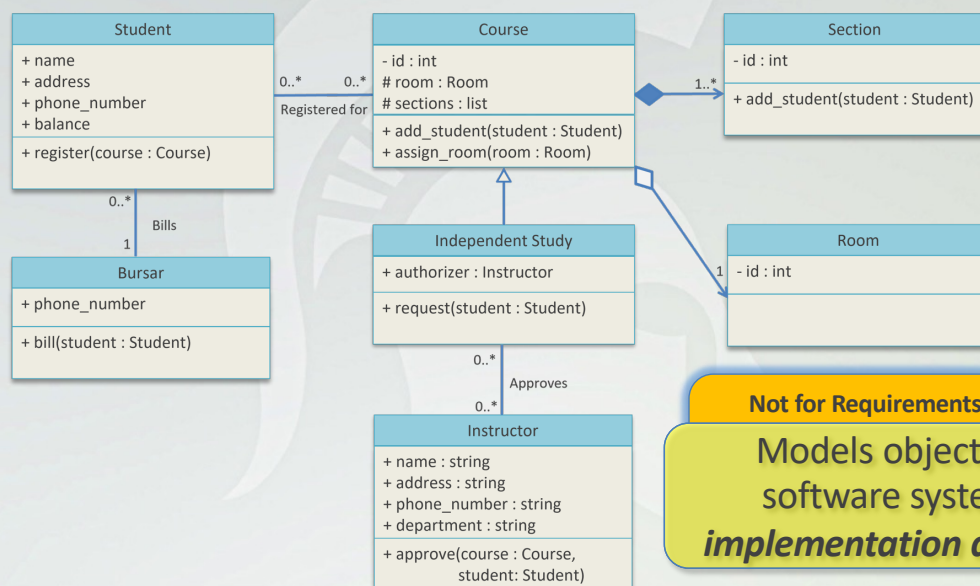 Student
+ name
+ address
+ phone_number
+ balance
+ register(course : Course)
0..* 0..*
Registered for
Course
- id : int
# room : Room
# sections : list
+ add_student(student : Student)
+ assign_room(room : Room)
1..*
Section
- id : int
+ add_student(student : Student)
0..*
Bills
1
Bursar
+ phone_number
+ bill(student : Student)
Independent Study
+ authorizer : Instructor
+ request(student : Student)
1
Room
- id : int
0..*
Approves
0..*
Instructor
+ name : string
+ address : string
+ phone_number : string
+ department : string
+ approve(course : Course,
student: Student)
Not for Requirements
Models object
software syste
implementation